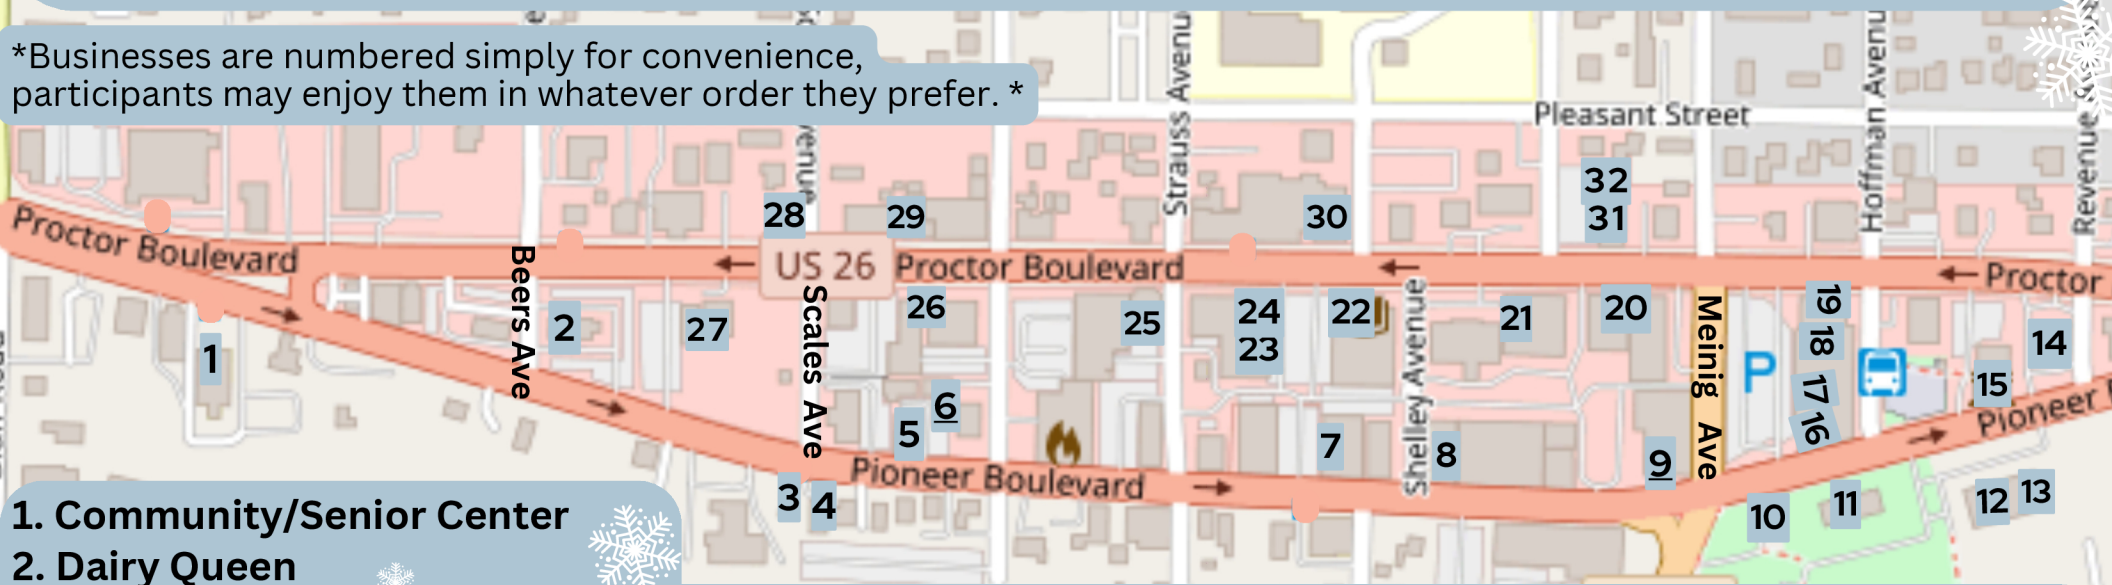 *Businesses are numbered simply for convenience,
participants may enjoy them in whatever order they prefer. *
Pleasant Street
Strauss Avenu
Hoffman Avenu
Revenue
venue
32
31
28
29
30
Proctor Boulevard
US 26
Proctor Boulevard
Proctor
Beers Ave
Scales Ave
Shelley Avenue
Meinig Ave
1
2
27
26
25
24
23
22
21
20
19
18
17
16
P
14
15
6
5
7
8
9
Pioneer Boulevard
Pioneer
3
4
10
11
12
13
1. Community/Senior Center
2. Dairy Queen